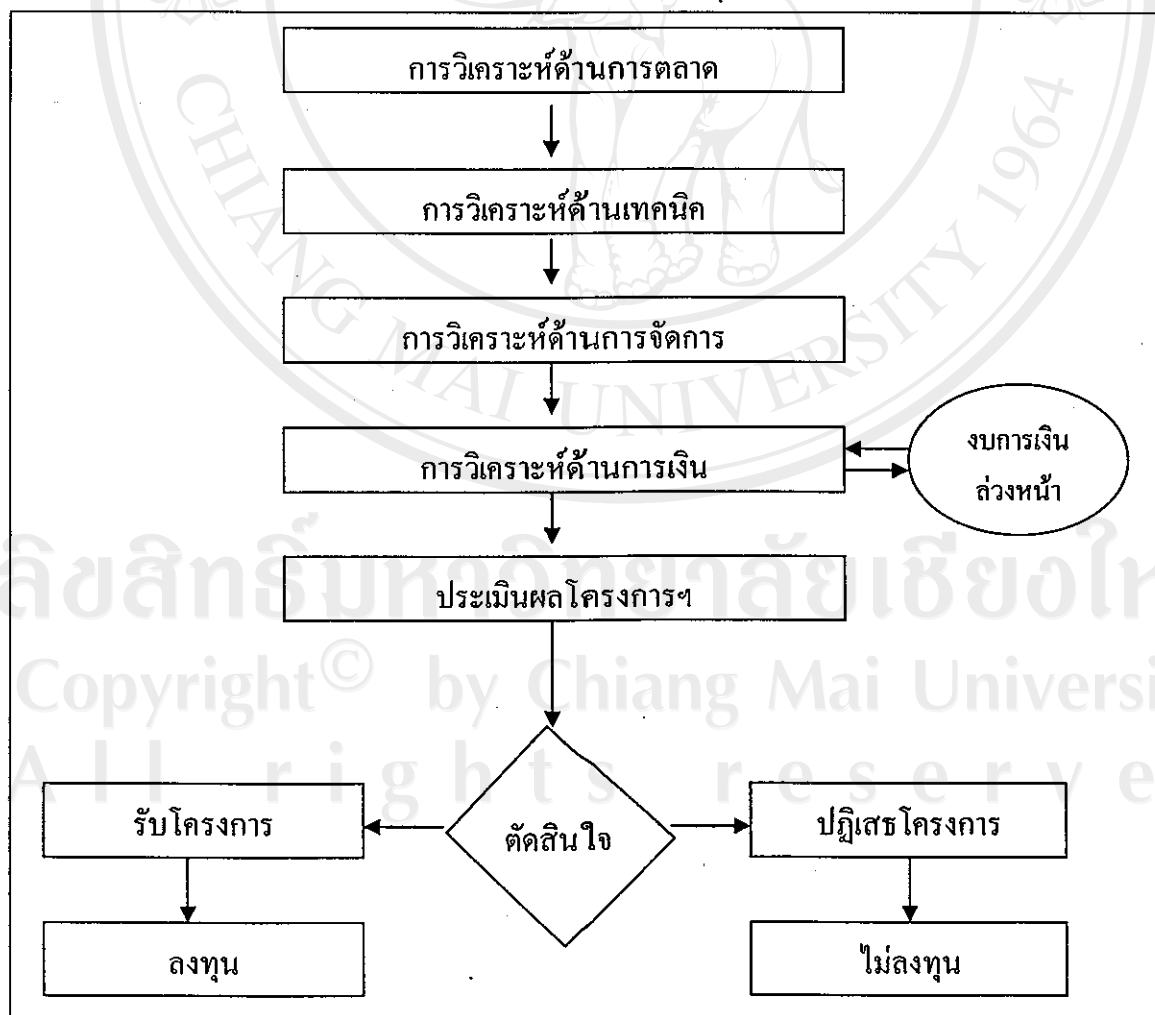 การวิเคราะห์ด้านการตลาด
การวิเคราะห์ด้านเทคนิค
การวิเคราะห์ด้านการจัดการ
การวิเคราะห์ด้านการเงิน
งบการเงิน
ล่วงหน้า
ประเมินผลโครงการฯ
ตัดสินใจ
รับโครงการ
ปฏิเสธโครงการ
ลงทุน
ไม่ลงทุน
CHIANG MAI UNIVERSITY 1964
ลิขสิทธิ์มหาวิทยาลัยเชียงให
Copyright© by Chiang Mai Universi
All rights reserve